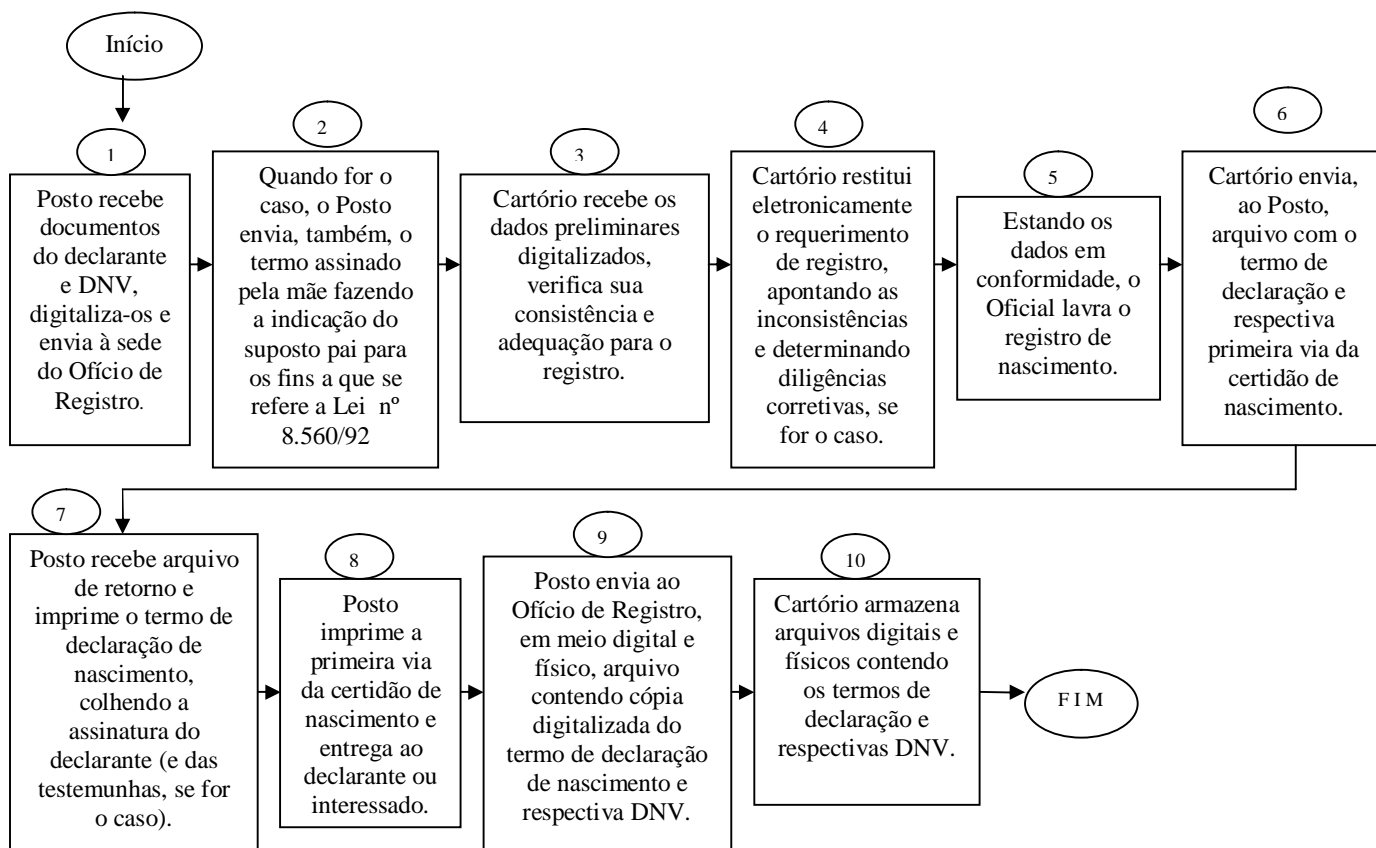 Início
1
Posto recebe
documentos
do declarante
e DNV,
digitaliza-os e
envia à sede
do Ofício de
Registro.
2
Quando for o
caso, o Posto
envia, também, o
termo assinado
pela mãe fazendo
a indicação do
suposto pai para
os fins a que se
refere a Lei nº
8.560/92
3
Cartório recebe os
dados preliminares
digitalizados,
verifica sua
consistência e
adequação para o
registro.
4
Cartório restitui
eletronicamente
o requerimento
de registro,
apontando as
inconsistências
e determinando
diligências
corretivas, se
for o caso.
5
Estando os
dados em
conformidade, o
Oficial lavra o
registro de
nascimento.
6
Cartório envia,
ao Posto,
arquivo com o
termo de
declaração e
respectiva
primeira via da
certidão de
nascimento.
7
Posto recebe arquivo
de retorno e
imprime o termo de
declaração de
nascimento,
colhendo a
assinatura do
declarante (e das
testemunhas, se for
o caso).
8
Posto
imprime a
primeira via
da certidão de
nascimento e
entrega ao
declarante ou
interessado.
9
Posto envia ao
Ofício de Registro,
em meio digital e
físico, arquivo
contendo cópia
digitalizada do
termo de declaração
de nascimento e
respectiva DNV.
10
Cartório armazena
arquivos digitais e
físicos contendo
os termos de
declaração e
respectivas DNV.
F I M